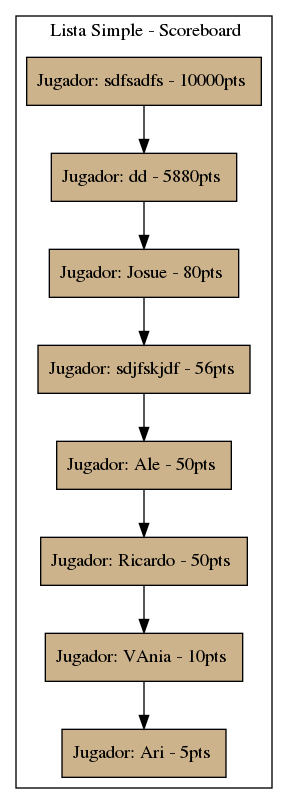 Lista Simple - Scoreboard
Jugador: sdfsadfs - 10000pts
Jugador: dd - 5880pts
Jugador: Josue - 80pts
Jugador: sdjfskjdf - 56pts
Jugador: Ale - 50pts
Jugador: Ricardo - 50pts
Jugador: VAnia - 10pts
Jugador: Ari - 5pts